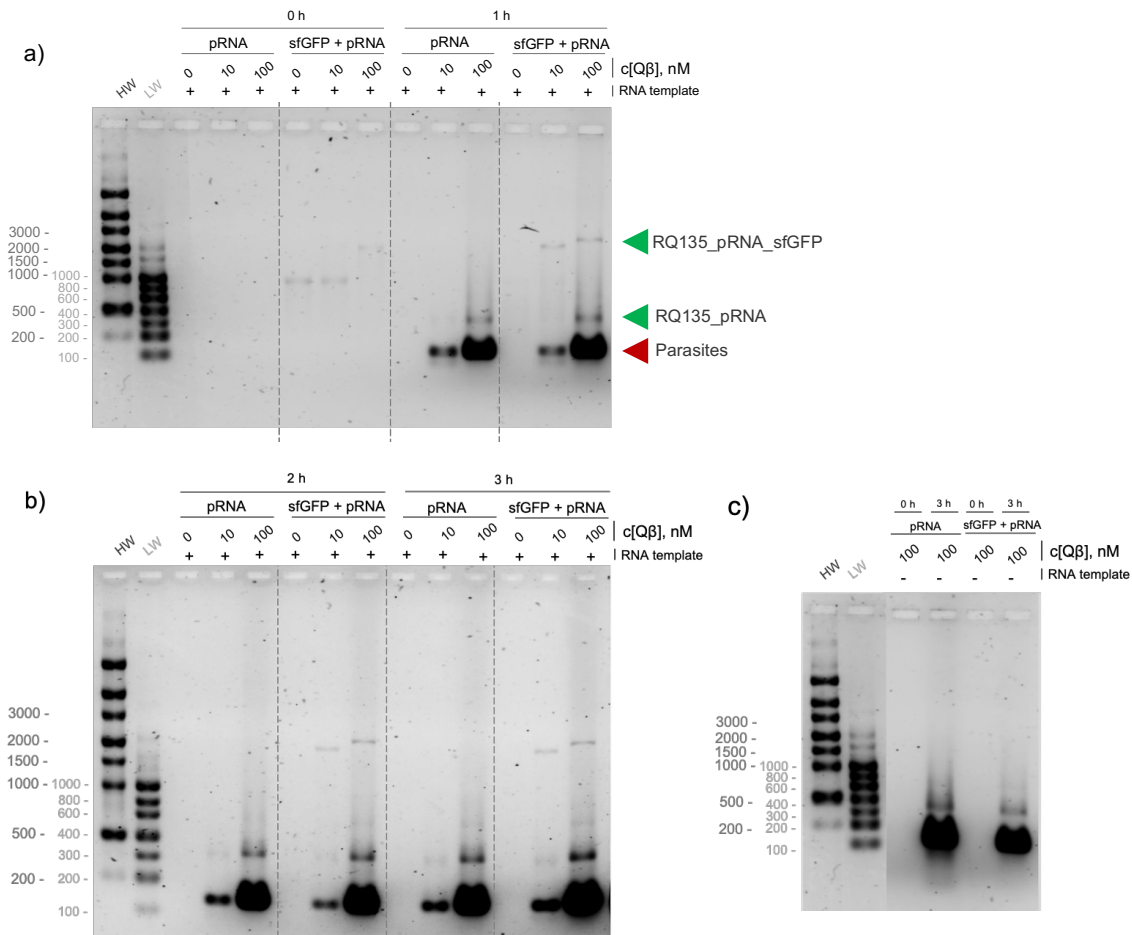 a)
0 h 1 h
pRNA sfGFP + pRNA pRNA sfGFP + pRNA
0 10 100 0 10 100 0 10 100 0 10 100 c[Qβ], nM
HW LW + + + + + + + + + + + + RNA template
3000 -
2000 -
1500 -
1000 - 1000 -
800 -
600 -
500 - 400 -
300 -
200 - 200 -
100 -
RQ135_pRNA_sfGFP
RQ135_pRNA
Parasites
b)
2 h 3 h
pRNA sfGFP + pRNA pRNA sfGFP + pRNA
0 10 100 0 10 100 0 10 100 0 10 100 c[Qβ], nM
HW LW + + + + + + + + + + + + RNA template
3000 -
2000 -
1500 -
1000 - 1000 -
800 -
600 -
500 - 400 -
300 -
200 - 200 -
100 -
c)
0 h 3 h 0 h 3 h
pRNA sfGFP + pRNA
100 100 100 100 c[Qβ], nM
HW LW - - - - RNA template
3000 -
2000 -
1500 -
1000 - 1000 -
800 -
600 -
500 - 400 -
300 -
200 - 200 -
100 -